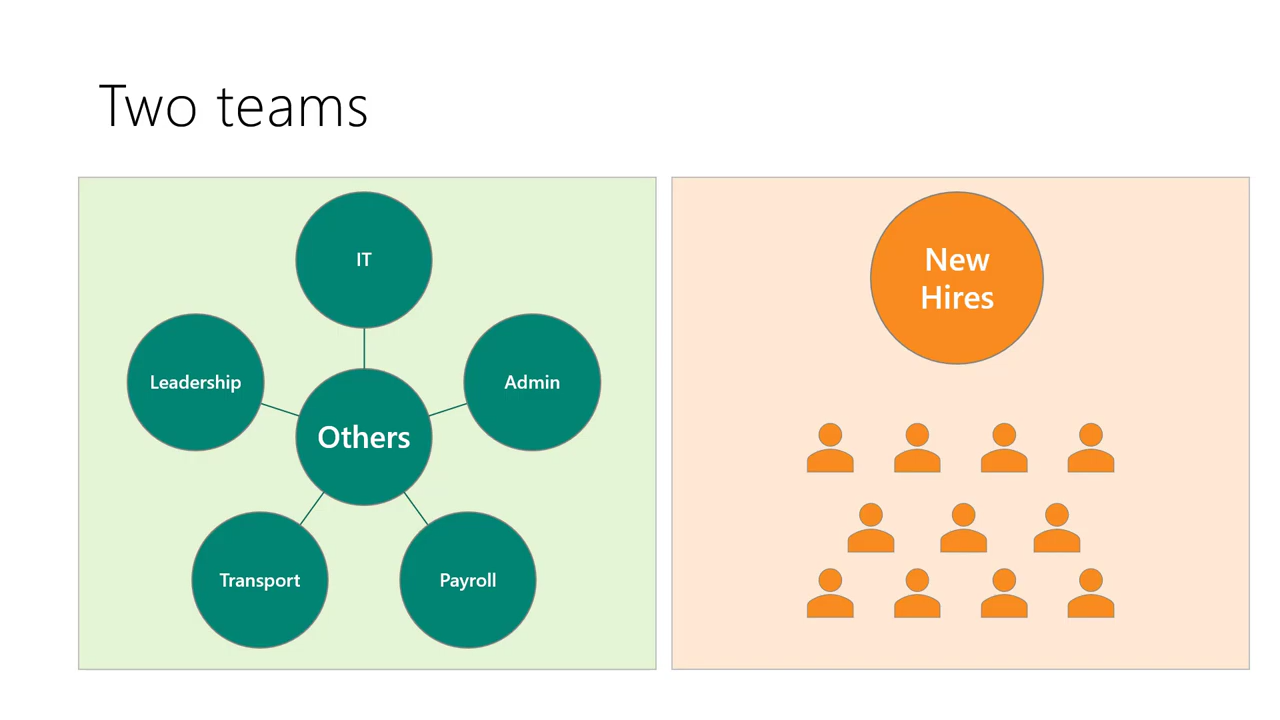 Two teams
IT
Leadership
Admin
Others
Transport
Payroll
New
Hires